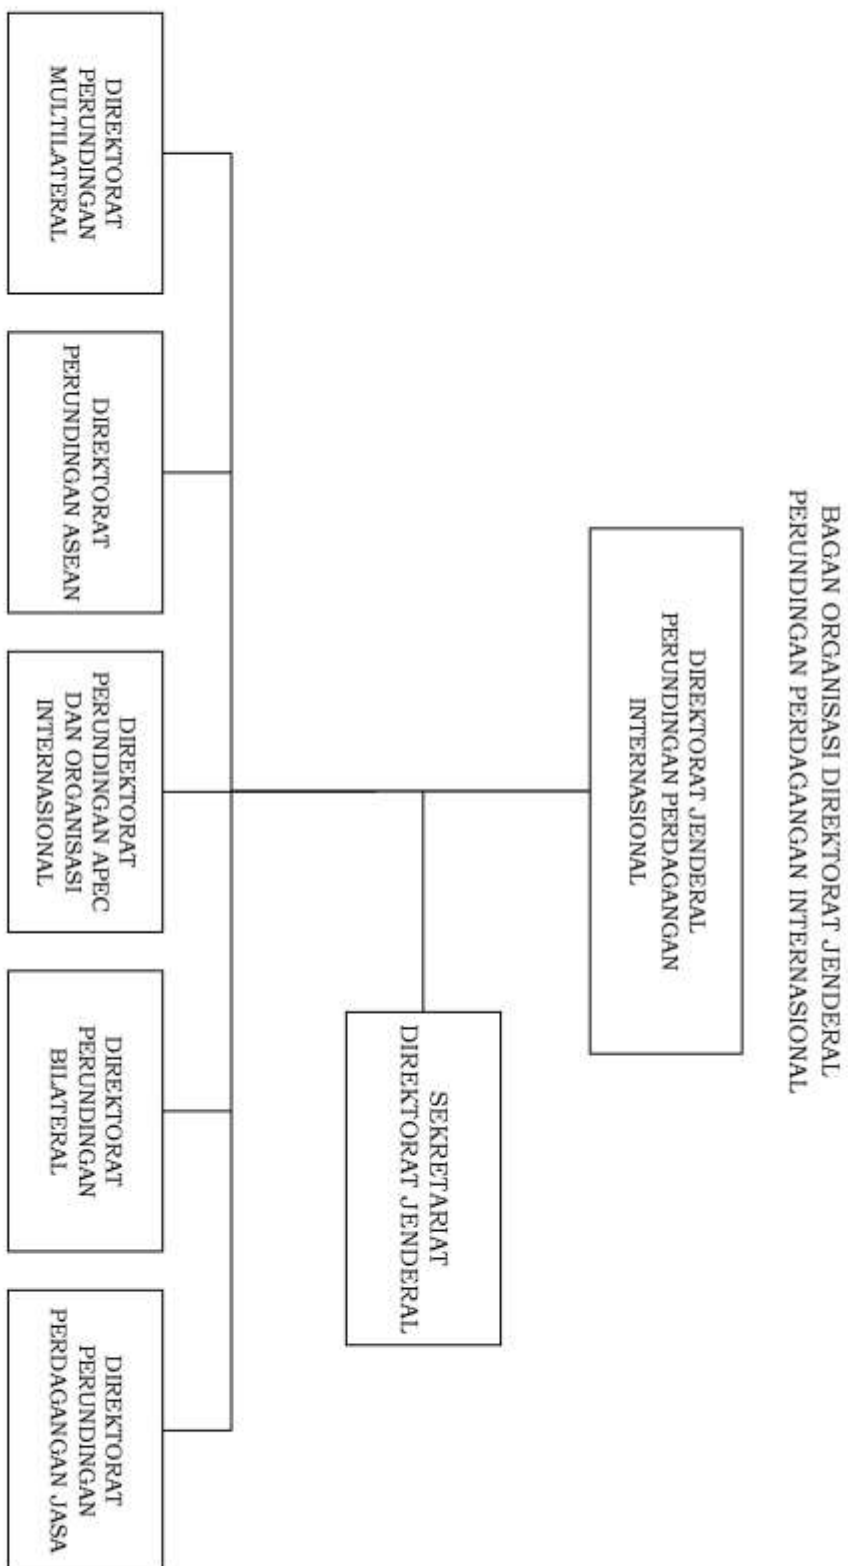 BAGAN ORGANISASI DIREKTORAT JENDERAL
PERUNDINGAN PERDAGANGAN INTERNASIONAL
DIREKTORAT JENDERAL
PERUNDINGAN PERDAGANGAN
INTERNASIONAL
SEKRETARIAT
DIREKTORAT JENDERAL
DIREKTORAT
PERUNDINGAN
MULTILATERAL
DIREKTORAT
PERUNDINGAN ASEAN
DIREKTORAT
PERUNDINGAN APEC
DAN ORGANISASI
INTERNASIONAL
DIREKTORAT
PERUNDINGAN
BILATERAL
DIREKTORAT
PERUNDINGAN
PERDAGANGAN JASA